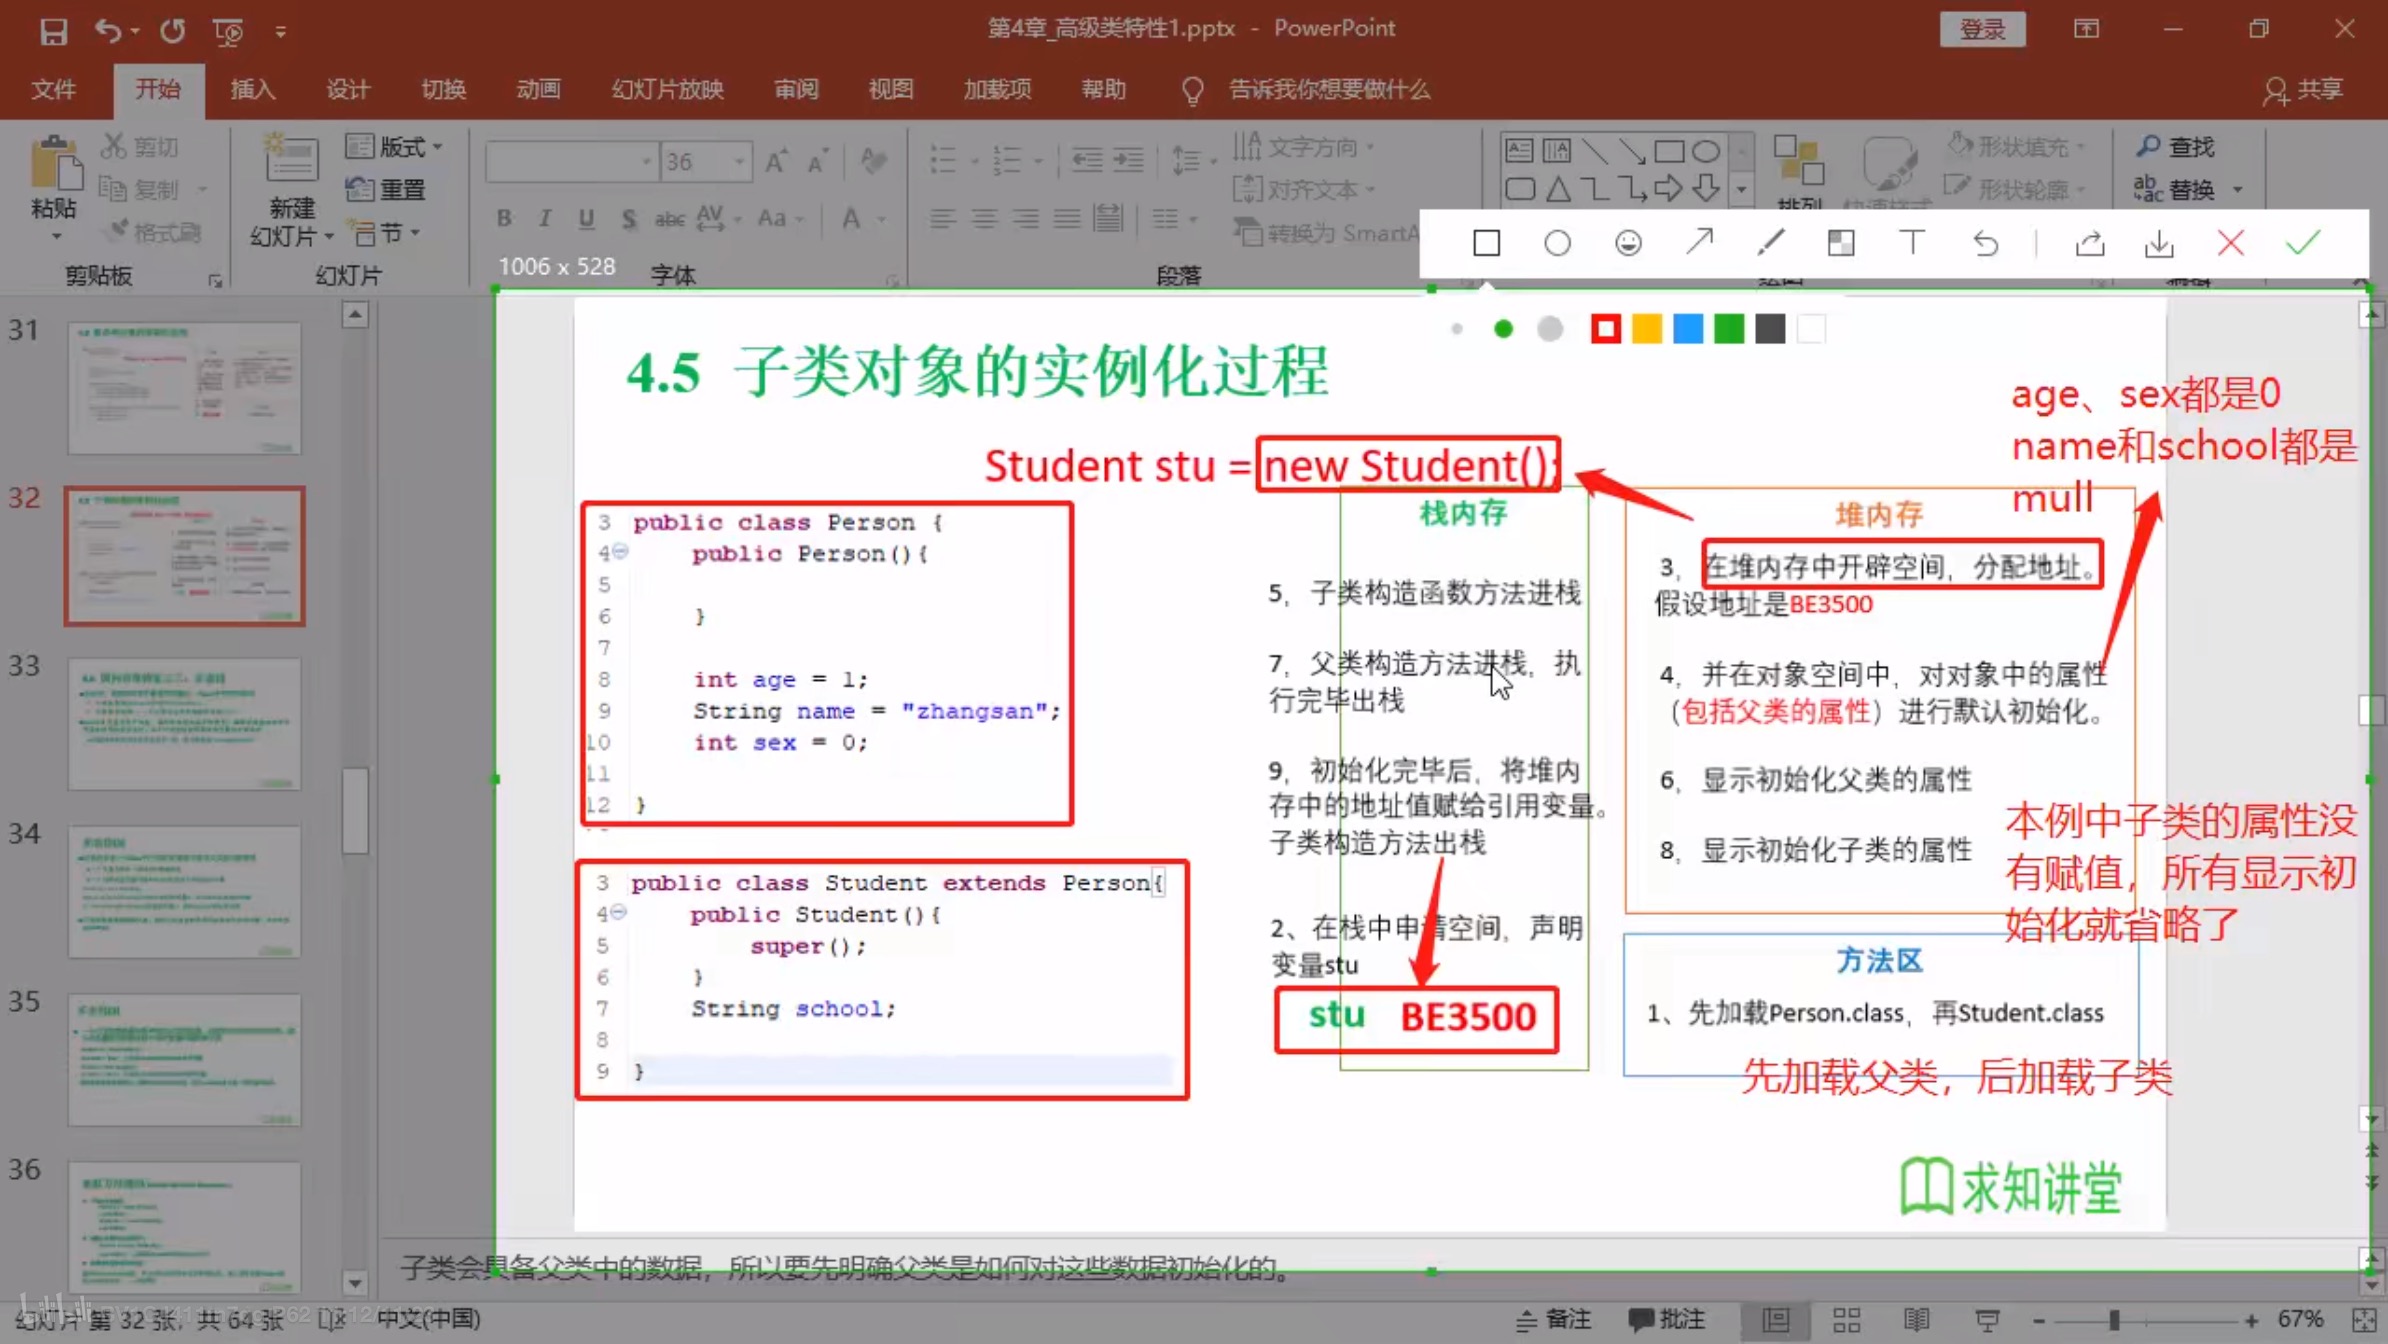 第4章_高级类特性1.pptx - PowerPoint
登录
文件 开始 插入 设计 切换 动画 幻灯片放映 审阅 视图 加载项 帮助 告诉我你想要做什么 共享
粘贴
剪切
复制
格式刷
剪贴板
新建
幻灯片
版式
重置
节
幻灯片
36
字体
文字方向
对齐文本
转换为 SmartA
段落
排列
快速样式
形状填充
形状轮廓
查找
替换
1006 x 528
31
32
33
34
35
36
4.5 子类对象的实例化过程
Student stu = new Student();
3 public class Person {
4 public Person(){
5
6 }
7
8 int age = 1;
9 String name = "zhangsan";
10 int sex = 0;
11
12 }
3 public class Student extends Person{
4 public Student(){
5 super();
6 }
7 String school;
8
9 }
栈内存
5，子类构造函数方法进栈
7，父类构造方法进栈，执
行完毕出栈
9，初始化完毕后，将堆内
存中的地址值赋给引用变量。
子类构造方法出栈
2、在栈中申请空间，声明
变量stu
stu BE3500
age、sex都是0
name和school都是
mull
堆内存
3，在堆内存中开辟空间，分配地址。
假设地址是BE3500
4，并在对象空间中，对对象中的属性
（包括父类的属性）进行默认初始化。
6，显示初始化父类的属性
8，显示初始化子类的属性
本例中子类的属性没
有赋值，所有显示初
始化就省略了
方法区
1、先加载Person.class，再Student.class
先加载父类，后加载子类
求知讲堂
子类会具备父类中的数据，所以要先明确父类是如何对这些数据初始化的。
幻灯片 第 32 张，共 64 张 中文(中国)
备注 批注 67%